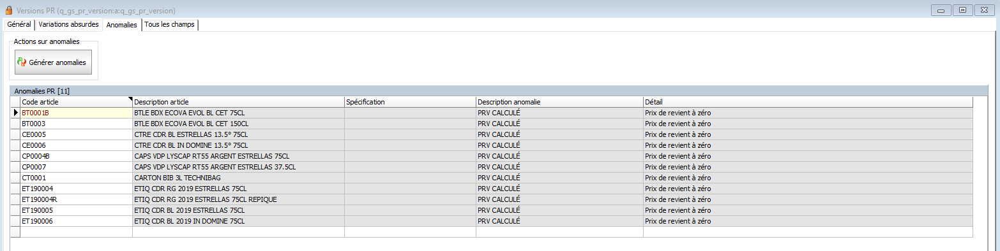 Versions PR (q_gs_pr_version:a:q_gs_pr_version)
Général Variations absurdes Anomalies Tous les champs
Actions sur anomalies
Générer anomalies
Anomalies PR [11]
Code article Description article Spécification Description anomalie Détail
BT0001B BTLE BDX ECOVA EVOL BL CET 75CL PRV CALCULÉ Prix de revient à zéro
BT0003 BTLE BDX ECOVA EVOL BL CET 150CL PRV CALCULÉ Prix de revient à zéro
CE0005 CTRE CDR BL ESTRELLAS 13.5° 75CL PRV CALCULÉ Prix de revient à zéro
CE0006 CTRE CDR BL IN DOMINE 13.5° 75CL PRV CALCULÉ Prix de revient à zéro
CP0004B CAPS VDP LYSCAP RT55 ARGENT ESTRELLAS 75CL PRV CALCULÉ Prix de revient à zéro
CP0007 CAPS VDP LYSCAP RT55 ARGENT ESTRELLAS 37.5CL PRV CALCULÉ Prix de revient à zéro
CT0001 CARTON BIB 3L TECHNIBAG PRV CALCULÉ Prix de revient à zéro
ET190004 ETIQ CDR RG 2019 ESTRELLAS 75CL PRV CALCULÉ Prix de revient à zéro
ET190004R ETIQ CDR RG 2019 ESTRELLAS 75CL REPIQUE PRV CALCULÉ Prix de revient à zéro
ET190005 ETIQ CDR BL 2019 ESTRELLAS 75CL PRV CALCULÉ Prix de revient à zéro
ET190006 ETIQ CDR BL 2019 IN DOMINE 75CL PRV CALCULÉ Prix de revient à zéro